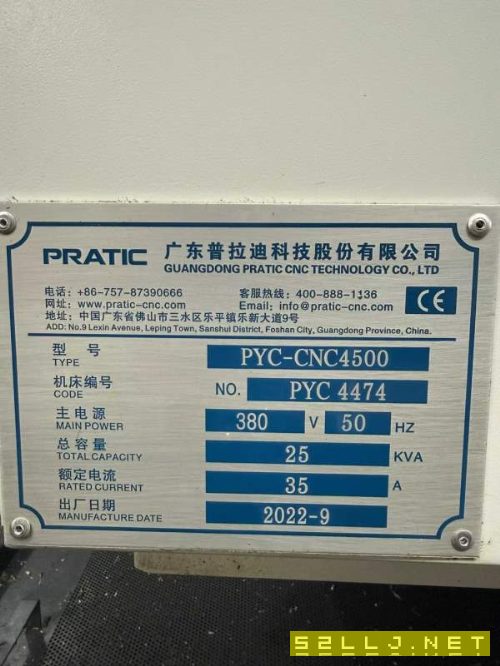 PRATIC 广东普拉迪科技股份有限公司
GUANGDONG PRATIC CNC TECHNOLOGY CO., LTD
电话: +86-757-87390666 客服热线: 400-888-1136
网址: www.pratic-cnc.com Email: info@pratic-cnc.com
地址: 中国广东省佛山市三水区乐平镇乐新大道9号
ADD: No.9 Lexin Avenue, Leping Town, Sanshui District, Foshan City, Guangdong Province, China.
CE
型号 PYC-CNC4500
TYPE
机床编号 NO. PYC 4474
CODE
主电源 380 V 50 HZ
MAIN POWER
总容量 25 KVA
TOTAL CAPACITY
额定电流 35 A
RATED CURRENT
出厂日期 2022-9
MANUFACTURE DATE
52LLJ.NET